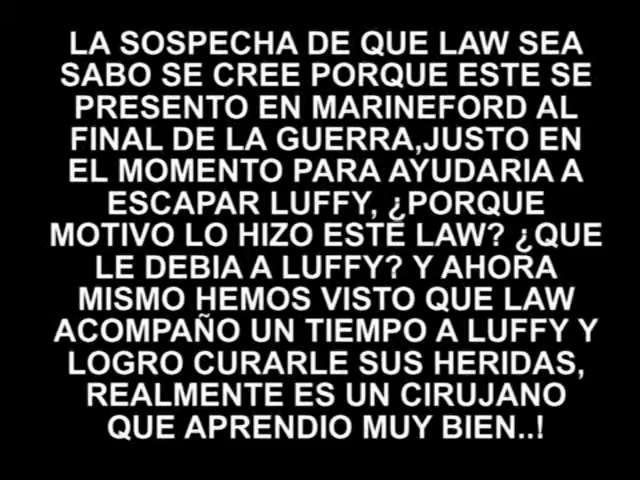 LA SOSPECHA DE QUE LAW SEA
SABO SE CREE PORQUE ESTE SE
PRESENTO EN MARINEFORD AL
FINAL DE LA GUERRA,JUSTO EN
EL MOMENTO PARA AYUDARIA A
ESCAPAR LUFFY, ¿PORQUE
MOTIVO LO HIZO ESTE LAW? ¿QUE
LE DEBIA A LUFFY? Y AHORA
MISMO HEMOS VISTO QUE LAW
ACOMPAÑO UN TIEMPO A LUFFY Y
LOGRO CURARLE SUS HERIDAS,
REALMENTE ES UN CIRUJANO
QUE APRENDIO MUY BIEN..!